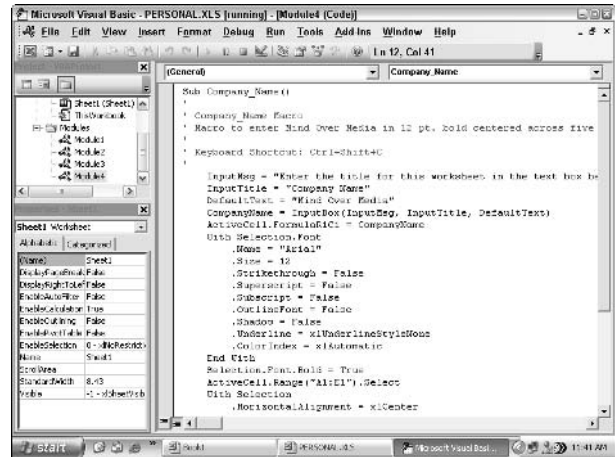 Microsoft Visual Basic - PERSONAL.XLS [running] - [Module4 (Code)]
File Edit View Insert Format Debug Run Tools Add-Ins Window Help
Ln 12, Col 41
(General) Company_Name
Sheet1 (Sheet1)
ThisWorkbook
Modules
Module1
Module2
Module3
Module4
Sheet1 Worksheet
Alphabetic Categorized
(Name) Sheet1
DisplayPageBreak False
DisplayRightToLef False
EnableAutoFilter False
EnableCalculation True
EnableOutlining False
EnablePivotTable False
EnableSelection 0 - xlNoRestrict
Name Sheet1
ScrollArea
StandardWidth 8.43
Visible -1 - xlSheetVisib
Sub Company_Name()
'
' Company_Name Macro
' Macro to enter Mind Over Media in 12 pt. bold centered across five
'
' Keyboard Shortcut: Ctrl+Shift+C
'
InputMsg = "Enter the title for this worksheet in the text box be
InputTitle = "Company Name"
DefaultText = "Mind Over Media"
CompanyName = InputBox(InputMsg, InputTitle, DefaultText)
ActiveCell.FormulaR1C1 = CompanyName
With Selection.Font
.Name = "Arial"
.Size = 12
.Strikethrough = False
.Superscript = False
.Subscript = False
.OutlineFont = False
.Shadow = False
.Underline = xlUnderlineStyleNone
.ColorIndex = xlAutomatic
End With
Selection.Font.Bold = True
ActiveCell.Range("A1:E1").Select
With Selection
.HorizontalAlignment = xlCenter
start Book1 PERSONAL.XLS Microsoft Visual Basi... 11:41 AM